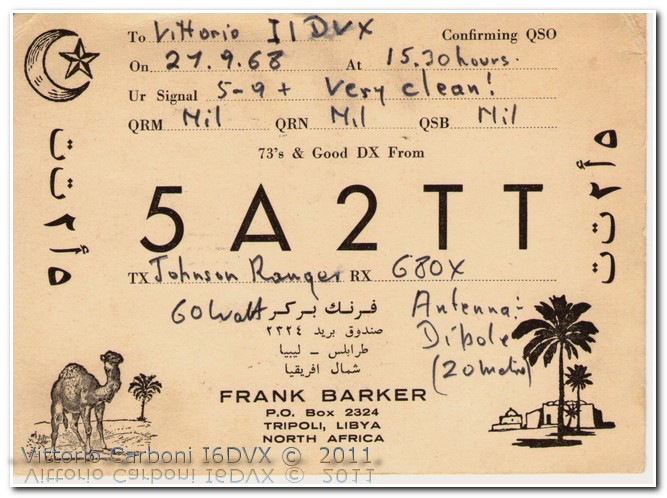 To Vittorio I1DVX Confirming QSO
On 27.9.68 At 15.30 hours.
Ur Signal 5-9+ Very clean!
QRM Nil QRN Nil QSB Nil
73's & Good DX From
٥أ٢تت
5A2TT
٥أ٢تت
TX Johnson Ranger RX 680X
60 Watt
فرنك بركر
صندوق بريد ٢٣٢٤
طرابلس – ليبيا
شمال افريقيا
Antenna:
Dipole
(20 metri)
FRANK BARKER
P.O. Box 2324
TRIPOLI, LIBYA
NORTH AFRICA
Vittorio Carboni I6DVX © 2011